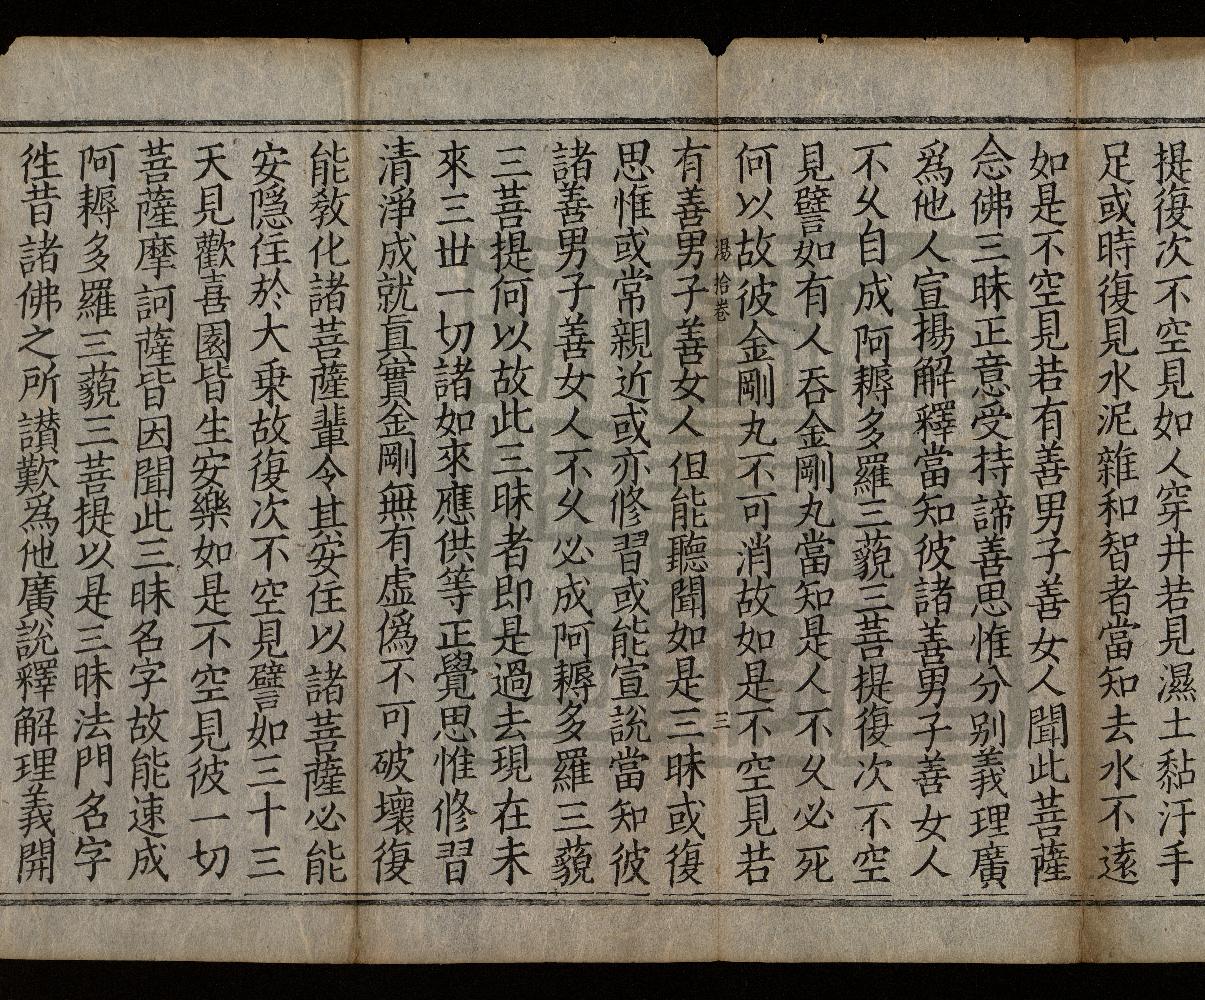 提復次不空見如人穿井若見濕土黏汙手
足或時復見水泥雜和智者當知去水不遠
如是不空見若有善男子善女人聞此菩薩
念佛三昧正意受持諦善思惟分别義理廣
爲他人宣揚解釋當知彼諸善男子善女人
不久自成阿耨多羅三藐三菩提復次不空
見譬如有人吞金剛丸當知是人不久必死
何以故彼金剛丸不可消故如是不空見若
湯 拾卷 三
有善男子善女人但能聽聞如是三昧或復
思惟或常親近或亦修習或能宣說當知彼
諸善男子善女人不久必成阿耨多羅三藐
三菩提何以故此三昧者即是過去現在未
來三世一切諸如來應供等正覺思惟修習
清淨成就真實金剛無有虛僞不可破壞復
能教化諸菩薩輩令其安住以諸菩薩必能
安隱住於大乗故復次不空見譬如三十三
天見歡喜園皆生安樂如是不空見彼一切
菩薩摩訶薩皆因聞此三昧名字故能速成
阿耨多羅三藐三菩提以是三昧法門名字
徃昔諸佛之所讃歎爲他廣說釋解理義開